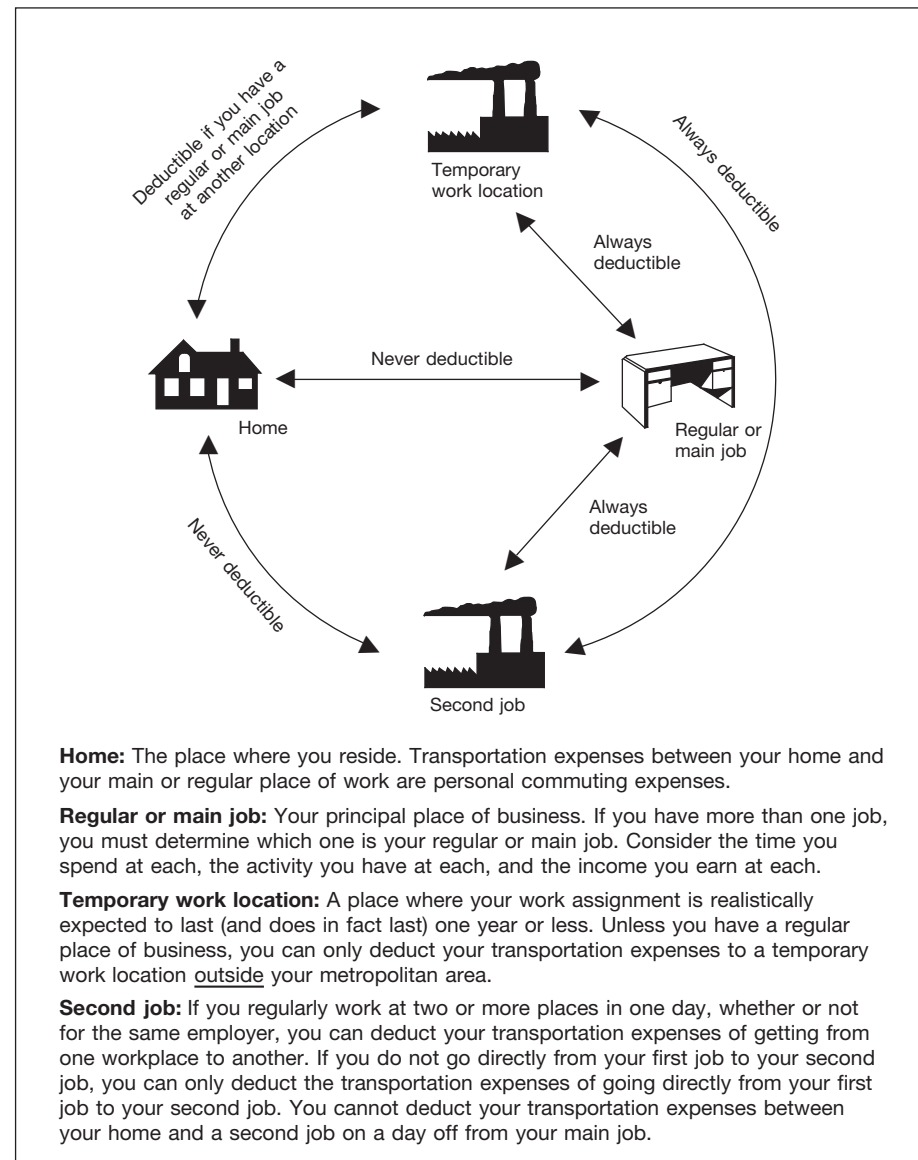 Deductible if you have a
regular or main job
at another location
Temporary
work location
Always deductible
Always
deductible
Never deductible
Home
Regular or
main job
Always
deductible
Never deductible
Second job
Home: The place where you reside. Transportation expenses between your home and
your main or regular place of work are personal commuting expenses.
Regular or main job: Your principal place of business. If you have more than one job,
you must determine which one is your regular or main job. Consider the time you
spend at each, the activity you have at each, and the income you earn at each.
Temporary work location: A place where your work assignment is realistically
expected to last (and does in fact last) one year or less. Unless you have a regular
place of business, you can only deduct your transportation expenses to a temporary
work location outside your metropolitan area.
Second job: If you regularly work at two or more places in one day, whether or not
for the same employer, you can deduct your transportation expenses of getting from
one workplace to another. If you do not go directly from your first job to your second
job, you can only deduct the transportation expenses of going directly from your first
job to your second job. You cannot deduct your transportation expenses between
your home and a second job on a day off from your main job.